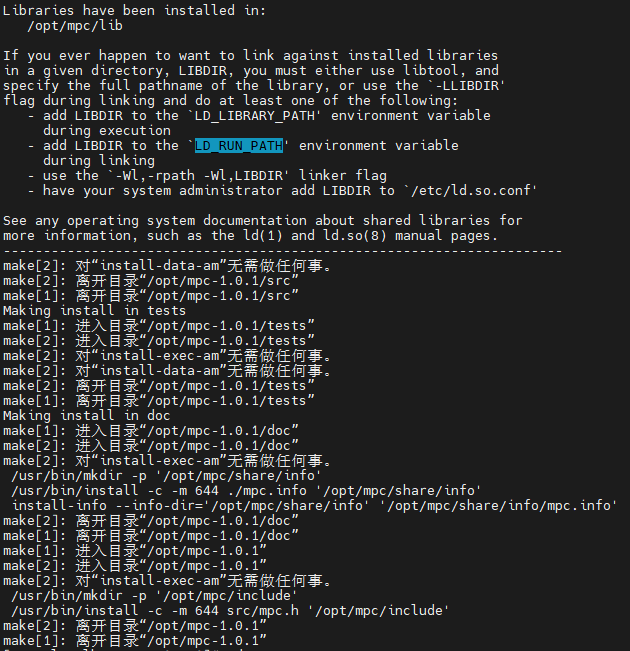 Libraries have been installed in:
   /opt/mpc/lib

If you ever happen to want to link against installed libraries
in a given directory, LIBDIR, you must either use libtool, and
specify the full pathname of the library, or use the `-LLIBDIR'
flag during linking and do at least one of the following:
   - add LIBDIR to the `LD_LIBRARY_PATH' environment variable
     during execution
   - add LIBDIR to the `LD_RUN_PATH' environment variable
     during linking
   - use the `-Wl,-rpath -Wl,LIBDIR' linker flag
   - have your system administrator add LIBDIR to `/etc/ld.so.conf'

See any operating system documentation about shared libraries for
more information, such as the ld(1) and ld.so(8) manual pages.
----------------------------------------------------------------------
make[2]: 对“install-data-am”无需做任何事。
make[2]: 离开目录“/opt/mpc-1.0.1/src”
make[1]: 离开目录“/opt/mpc-1.0.1/src”
Making install in tests
make[1]: 进入目录“/opt/mpc-1.0.1/tests”
make[2]: 进入目录“/opt/mpc-1.0.1/tests”
make[2]: 对“install-exec-am”无需做任何事。
make[2]: 对“install-data-am”无需做任何事。
make[2]: 离开目录“/opt/mpc-1.0.1/tests”
make[1]: 离开目录“/opt/mpc-1.0.1/tests”
Making install in doc
make[1]: 进入目录“/opt/mpc-1.0.1/doc”
make[2]: 进入目录“/opt/mpc-1.0.1/doc”
make[2]: 对“install-exec-am”无需做任何事。
 /usr/bin/mkdir -p '/opt/mpc/share/info'
 /usr/bin/install -c -m 644 ./mpc.info '/opt/mpc/share/info'
 install-info --info-dir='/opt/mpc/share/info' '/opt/mpc/share/info/mpc.info'
make[2]: 离开目录“/opt/mpc-1.0.1/doc”
make[1]: 离开目录“/opt/mpc-1.0.1/doc”
make[1]: 进入目录“/opt/mpc-1.0.1”
make[2]: 进入目录“/opt/mpc-1.0.1”
make[2]: 对“install-exec-am”无需做任何事。
 /usr/bin/mkdir -p '/opt/mpc/include'
 /usr/bin/install -c -m 644 src/mpc.h '/opt/mpc/include'
make[2]: 离开目录“/opt/mpc-1.0.1”
make[1]: 离开目录“/opt/mpc-1.0.1”